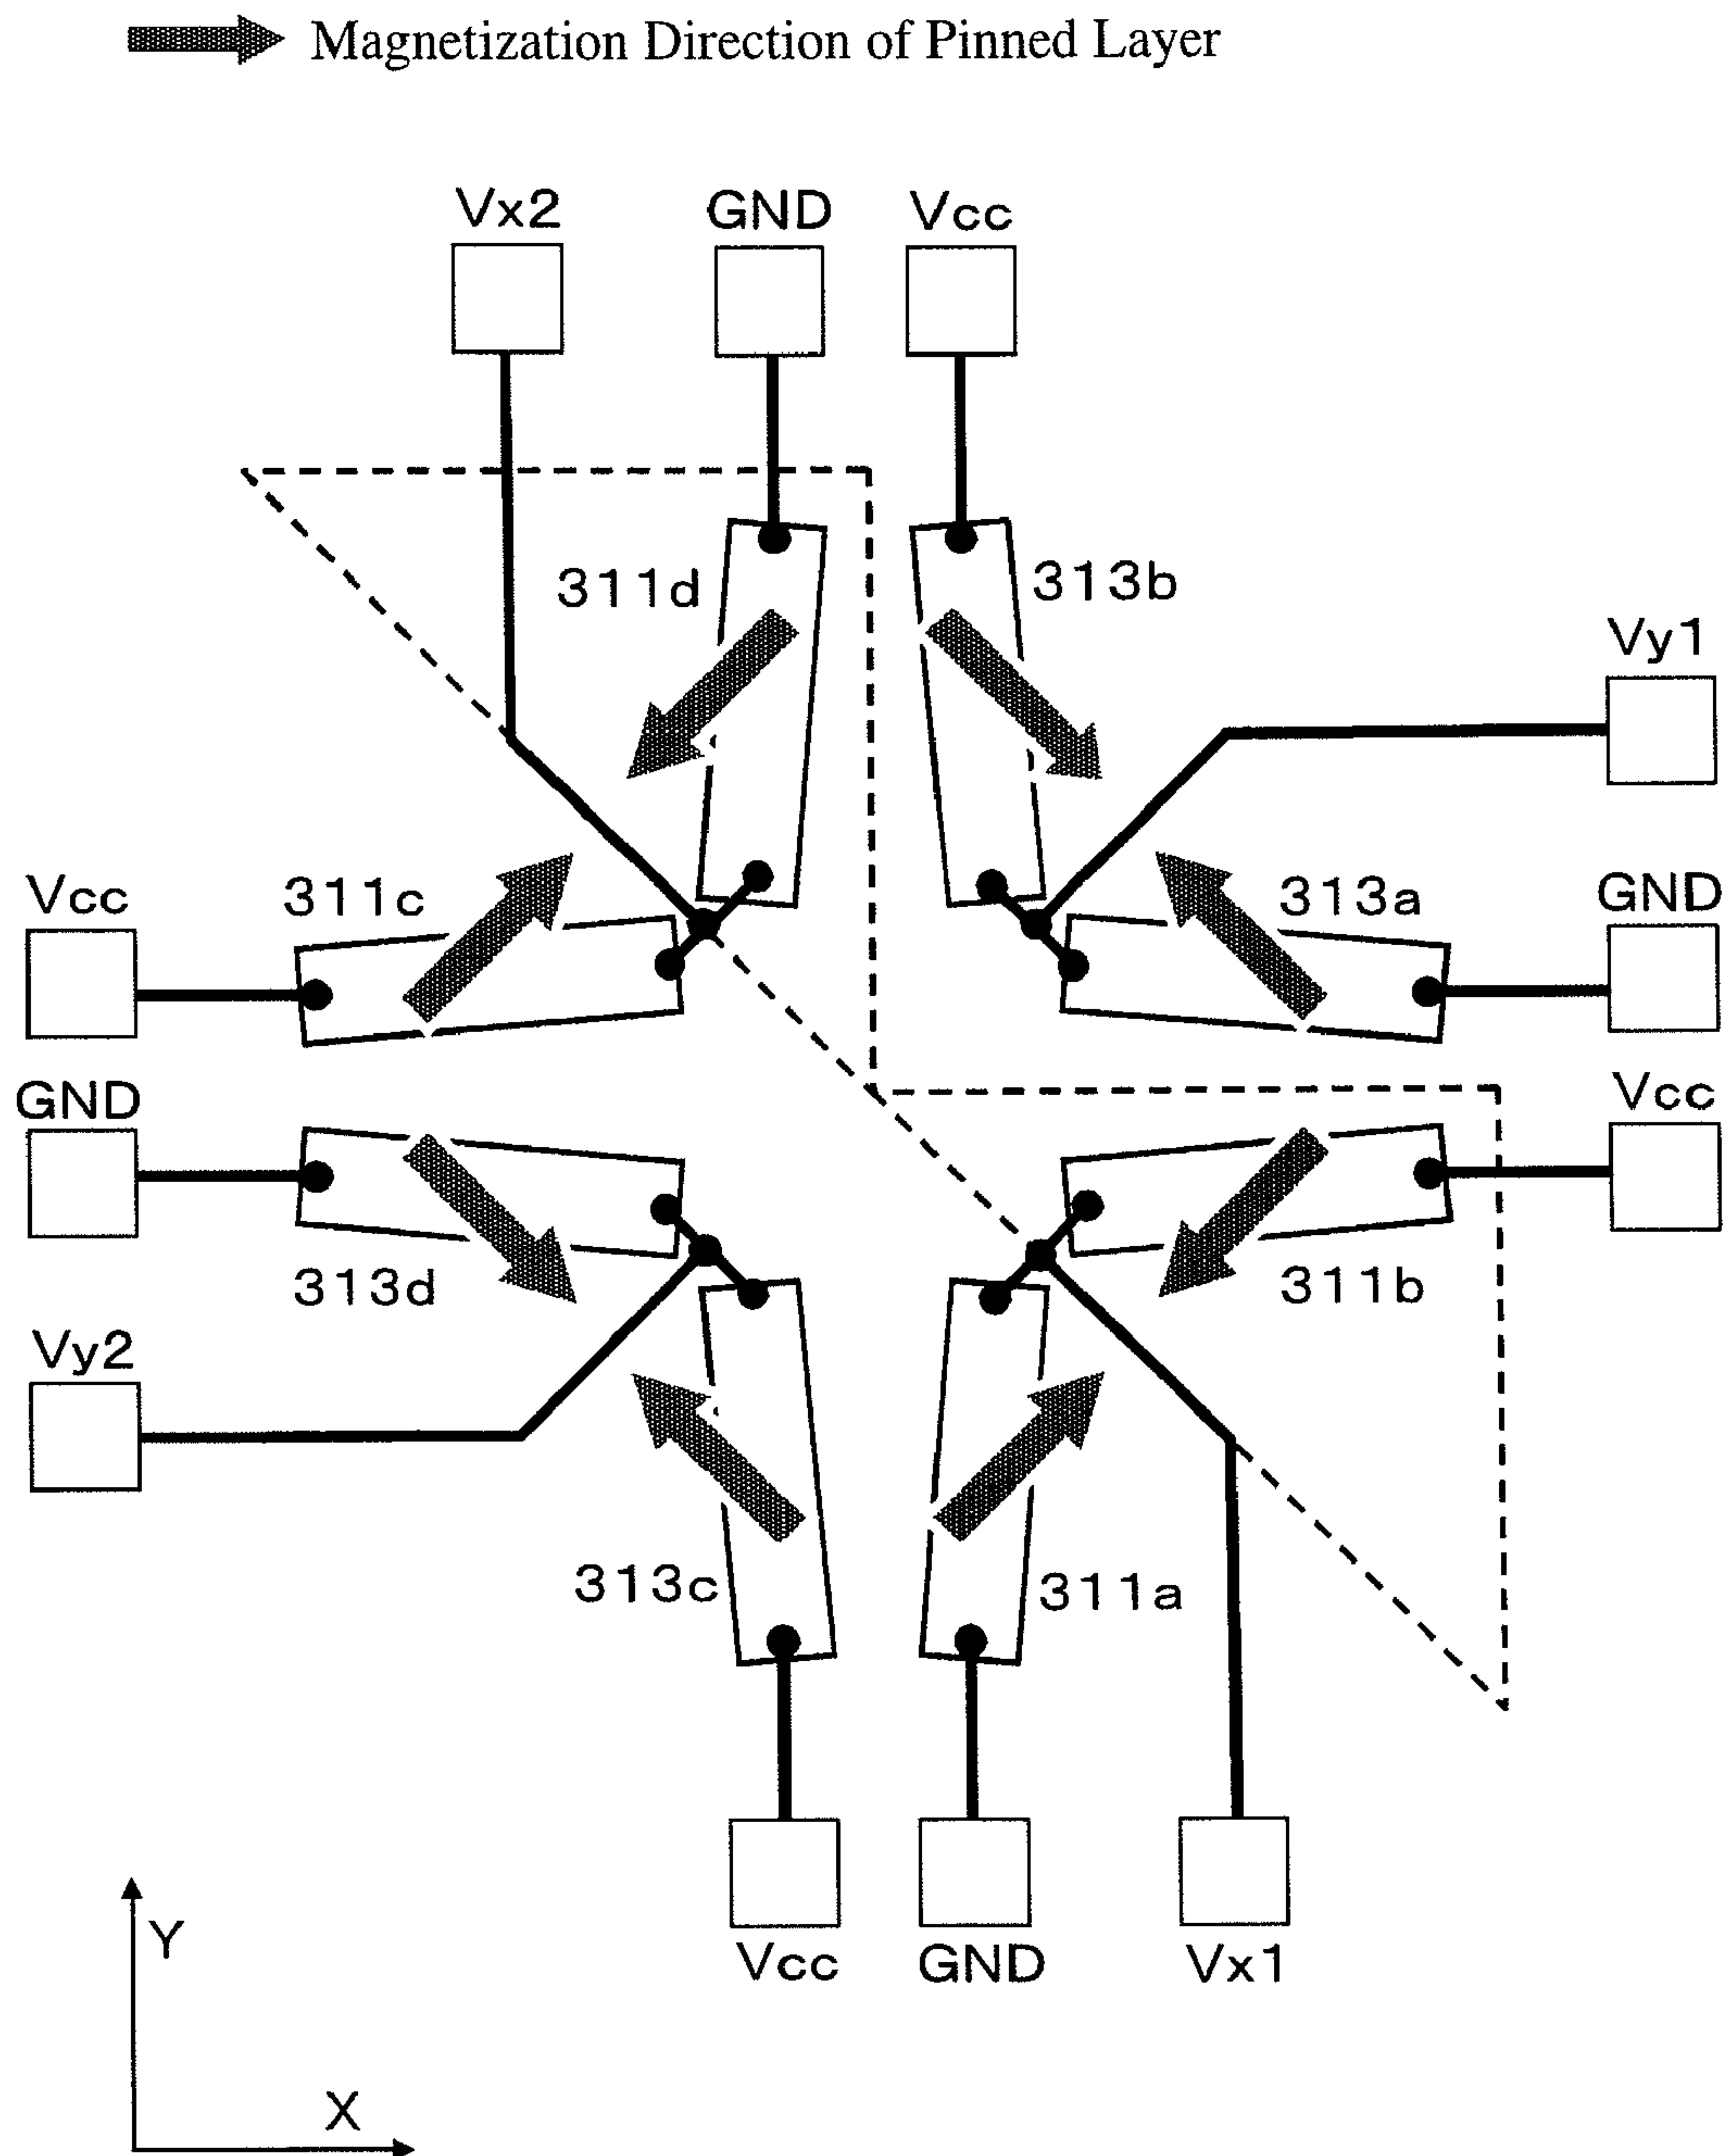 Magnetization Direction of Pinned Layer
Vx2 GND Vcc
311d 313b
Vy1
Vcc 311c 313a GND
GND Vcc
313d 311b
Vy2
313c 311a
Vcc GND Vx1
Y
X